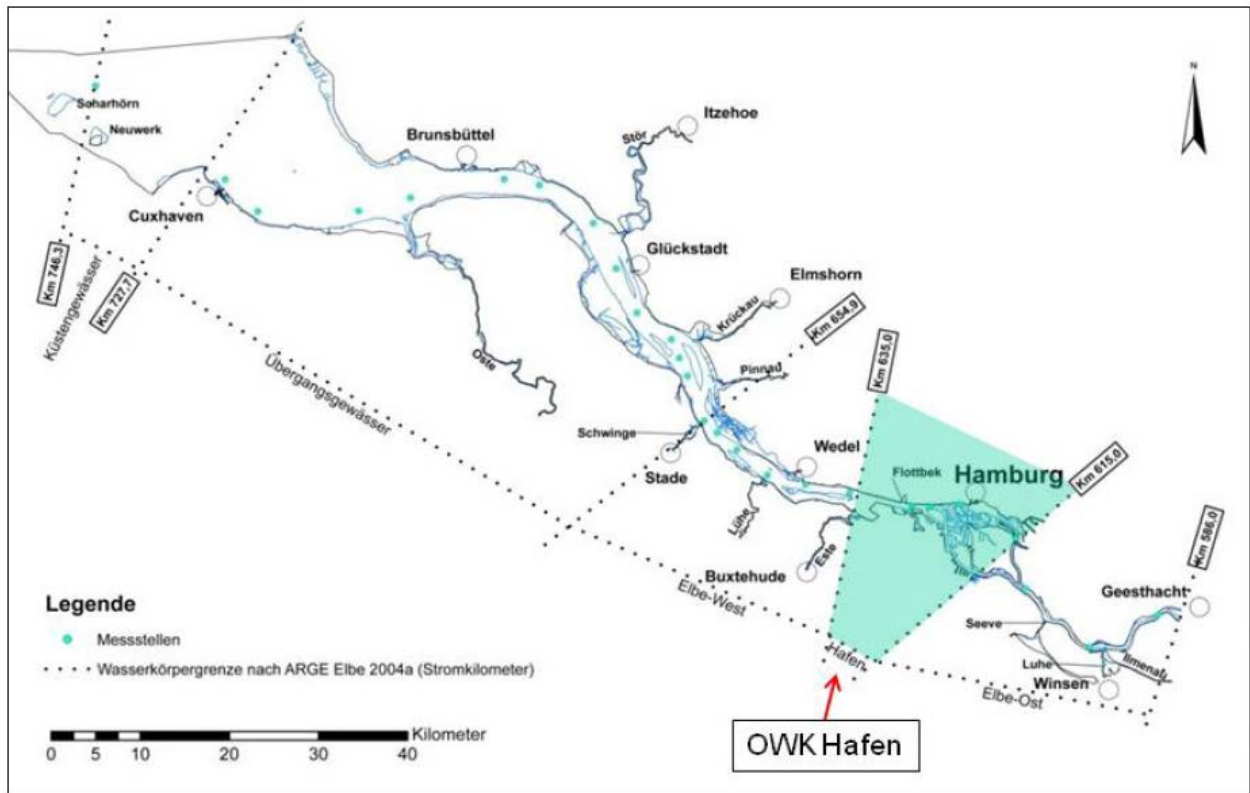 N
Scharhörn
Neuwerk
Cuxhaven
Brunsbüttel
Stör
Itzehoe
Glückstadt
Elmshorn
Krückau
Pinnau
Oste
Schwinge
Stade
Lühe
Wedel
Flottbek
Hamburg
Buxtehude
Este
Geesthacht
Seeve
Luhe
Ilmenau
Winsen
Km 746,3
Km 727,7
Km 654,9
Km 635,0
Km 615,0
Km 586,0
Küstengewässer
Übergangsgewässer
Elbe-West
Hafen
Elbe-Ost
OWK Hafen
Legende
Messstellen
Wasserkörpergrenze nach ARGE Elbe 2004a (Stromkilometer)
Kilometer
0 5 10 20 30 40